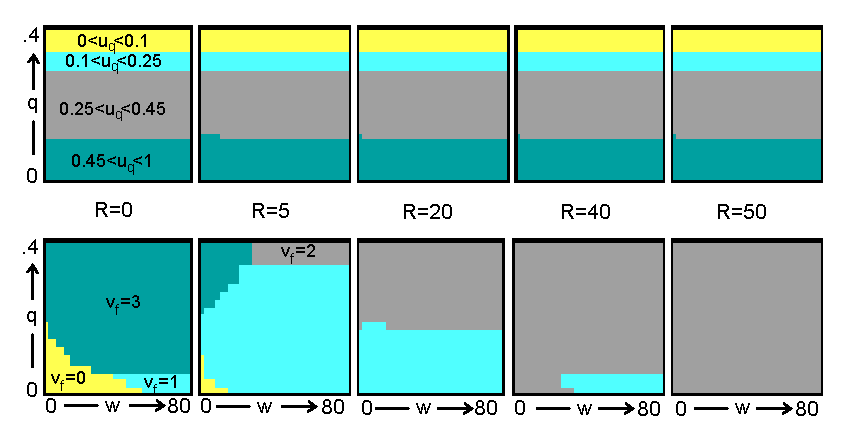 .4
0<u_q<0.1
0.1<u_q<0.25
q
0.25<u_q<0.45
0.45<u_q<1
0
R=0 R=5 R=20 R=40 R=50
.4
v_f=2
v_f=3
q
v_f=0
v_f=1
0
0 w 80 0 w 80 0 w 80 0 w 80 0 w 80